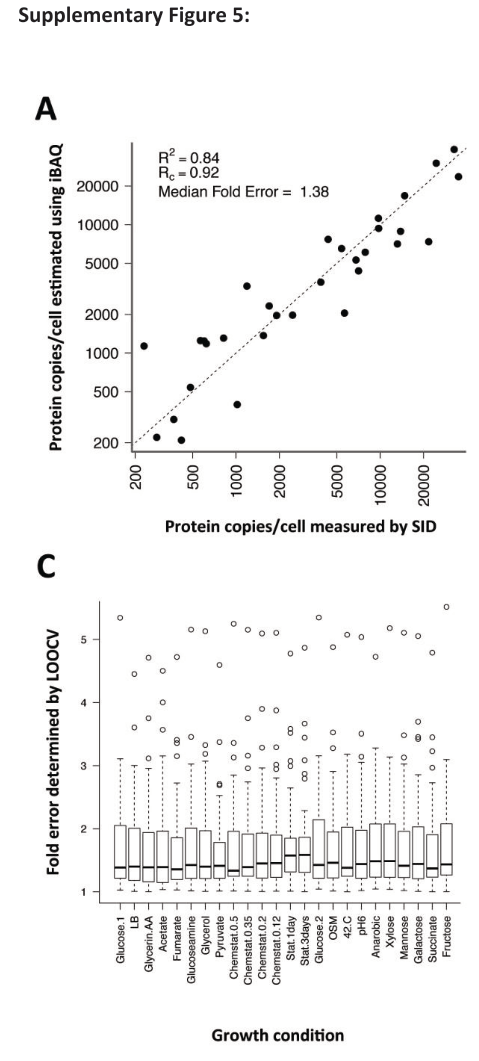 Supplementary Figure 5:
A
R2 = 0.84
Rc = 0.92
Median Fold Error = 1.38
Protein copies/cell estimated using iBAQ
20000
10000
5000
2000
1000
500
200
200 500 1000 2000 5000 10000 20000
Protein copies/cell measured by SID
C
Fold error determined by LOOCV
5
4
3
2
1
Glucose.1
LB
Glycerin.AA
Acetate
Fumarate
Glucoseamine
Glycerol
Pyruvate
Chemstat.0.5
Chemstat.0.35
Chemstat.0.2
Chemstat.0.12
Stat.1day
Stat.3days
Glucose.2
OSM
42.C
pH6
Anarobic
Xylose
Mannose
Galactose
Succinate
Fructose
Growth condition